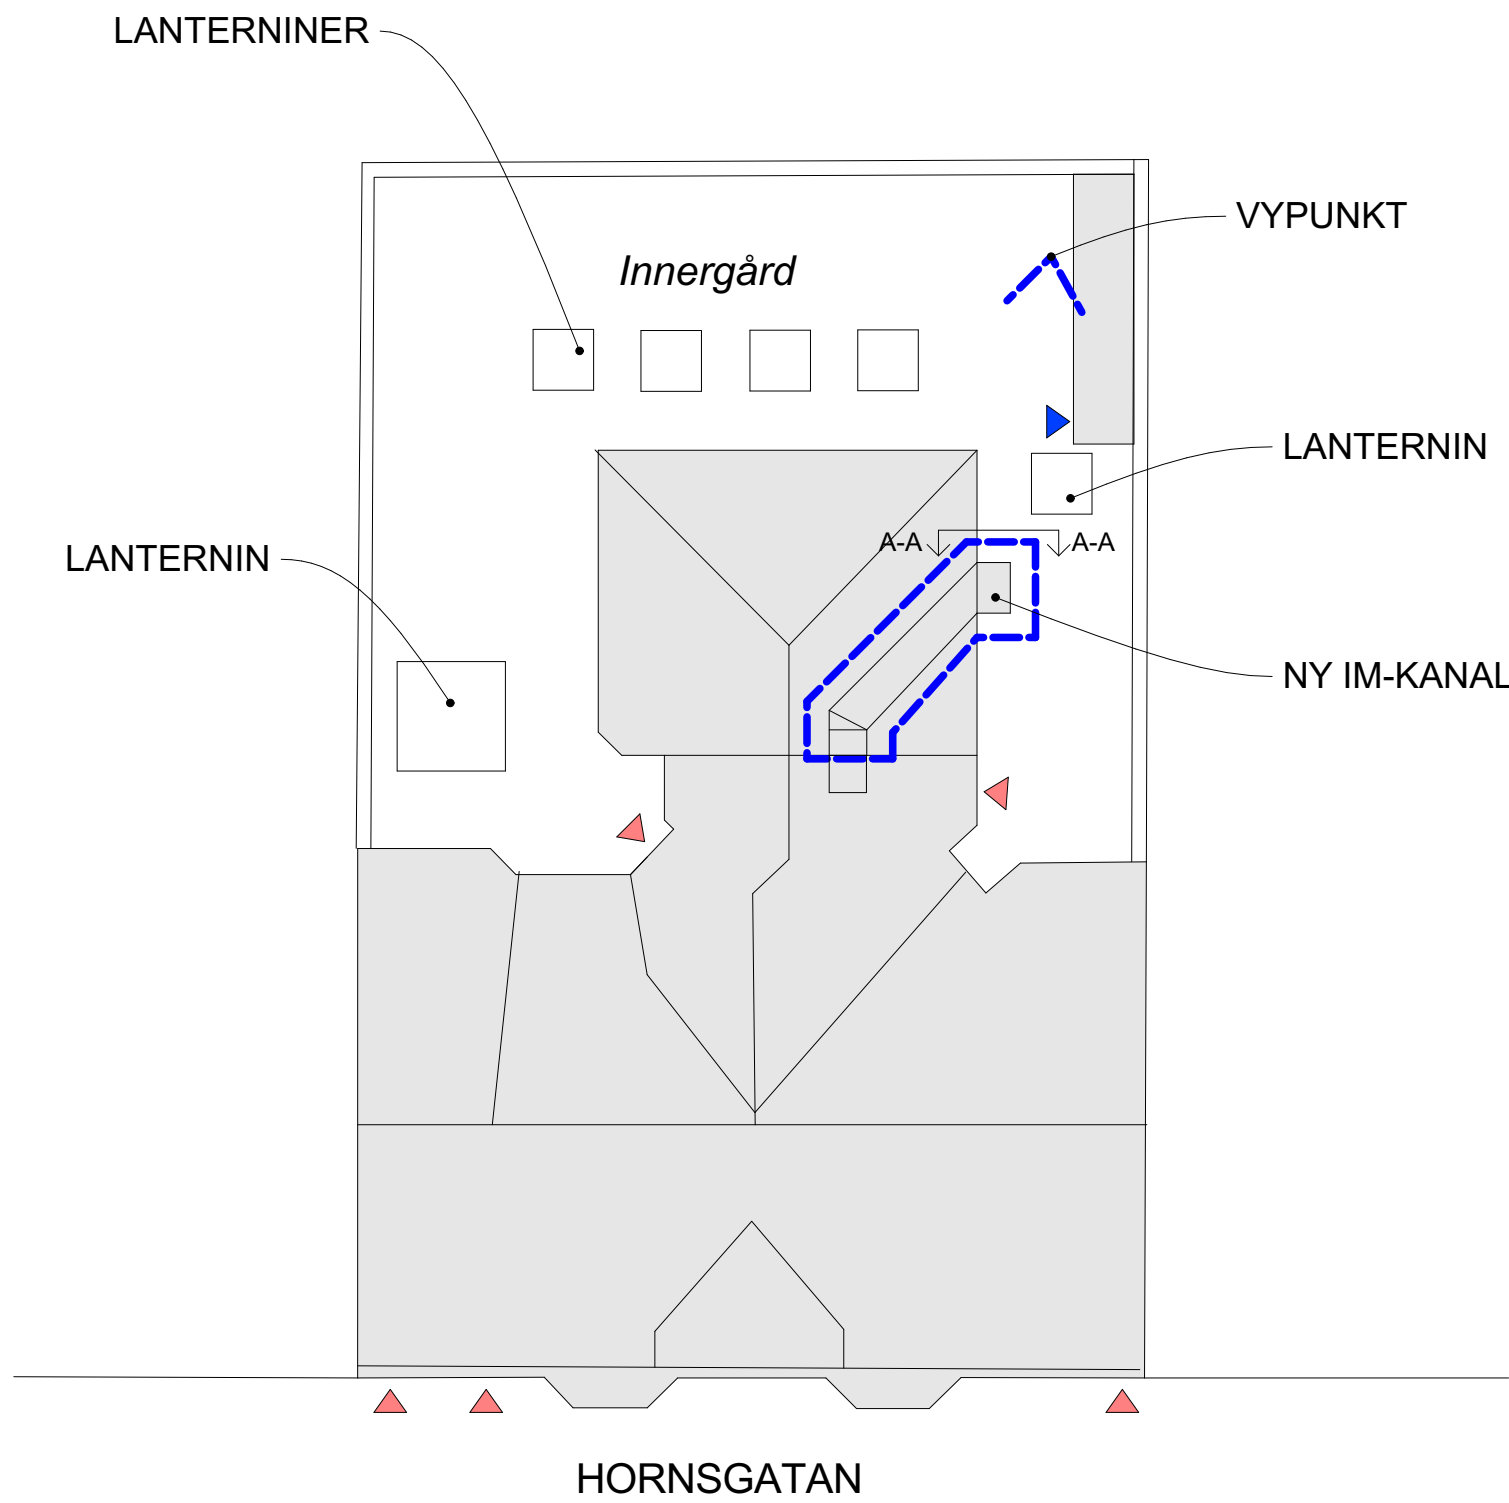 LANTERNINER
VYPUNKT
Innergård
LANTERNIN
A-A
A-A
LANTERNIN
NY IM-KANAL
HORNSGATAN